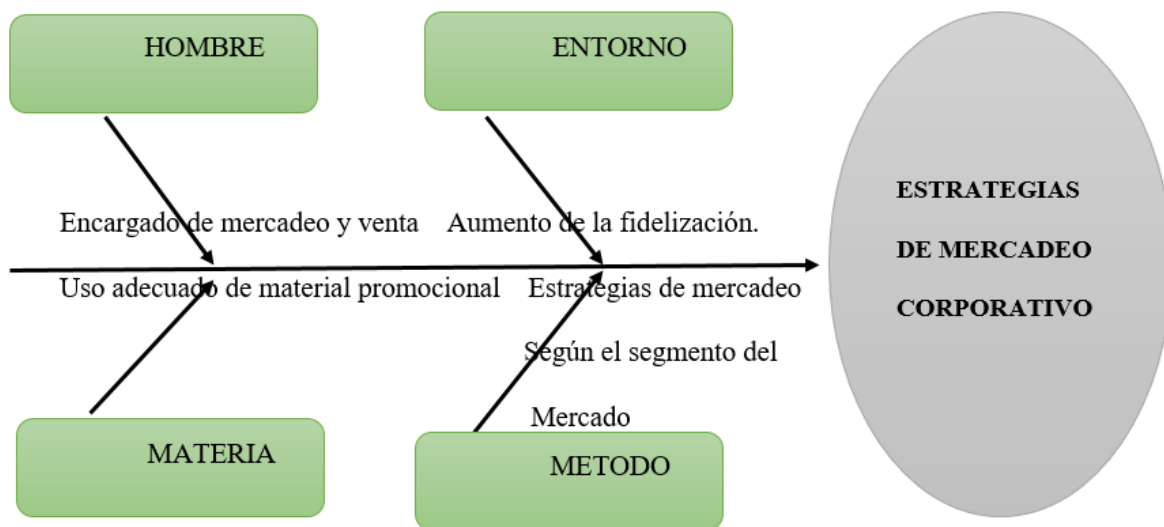 HOMBRE
ENTORNO
Encargado de mercadeo y venta
Aumento de la fidelización.
Uso adecuado de material promocional
Estrategias de mercadeo
Según el segmento del
Mercado
MATERIA
METODO
ESTRATEGIAS
DE MERCADEO
CORPORATIVO